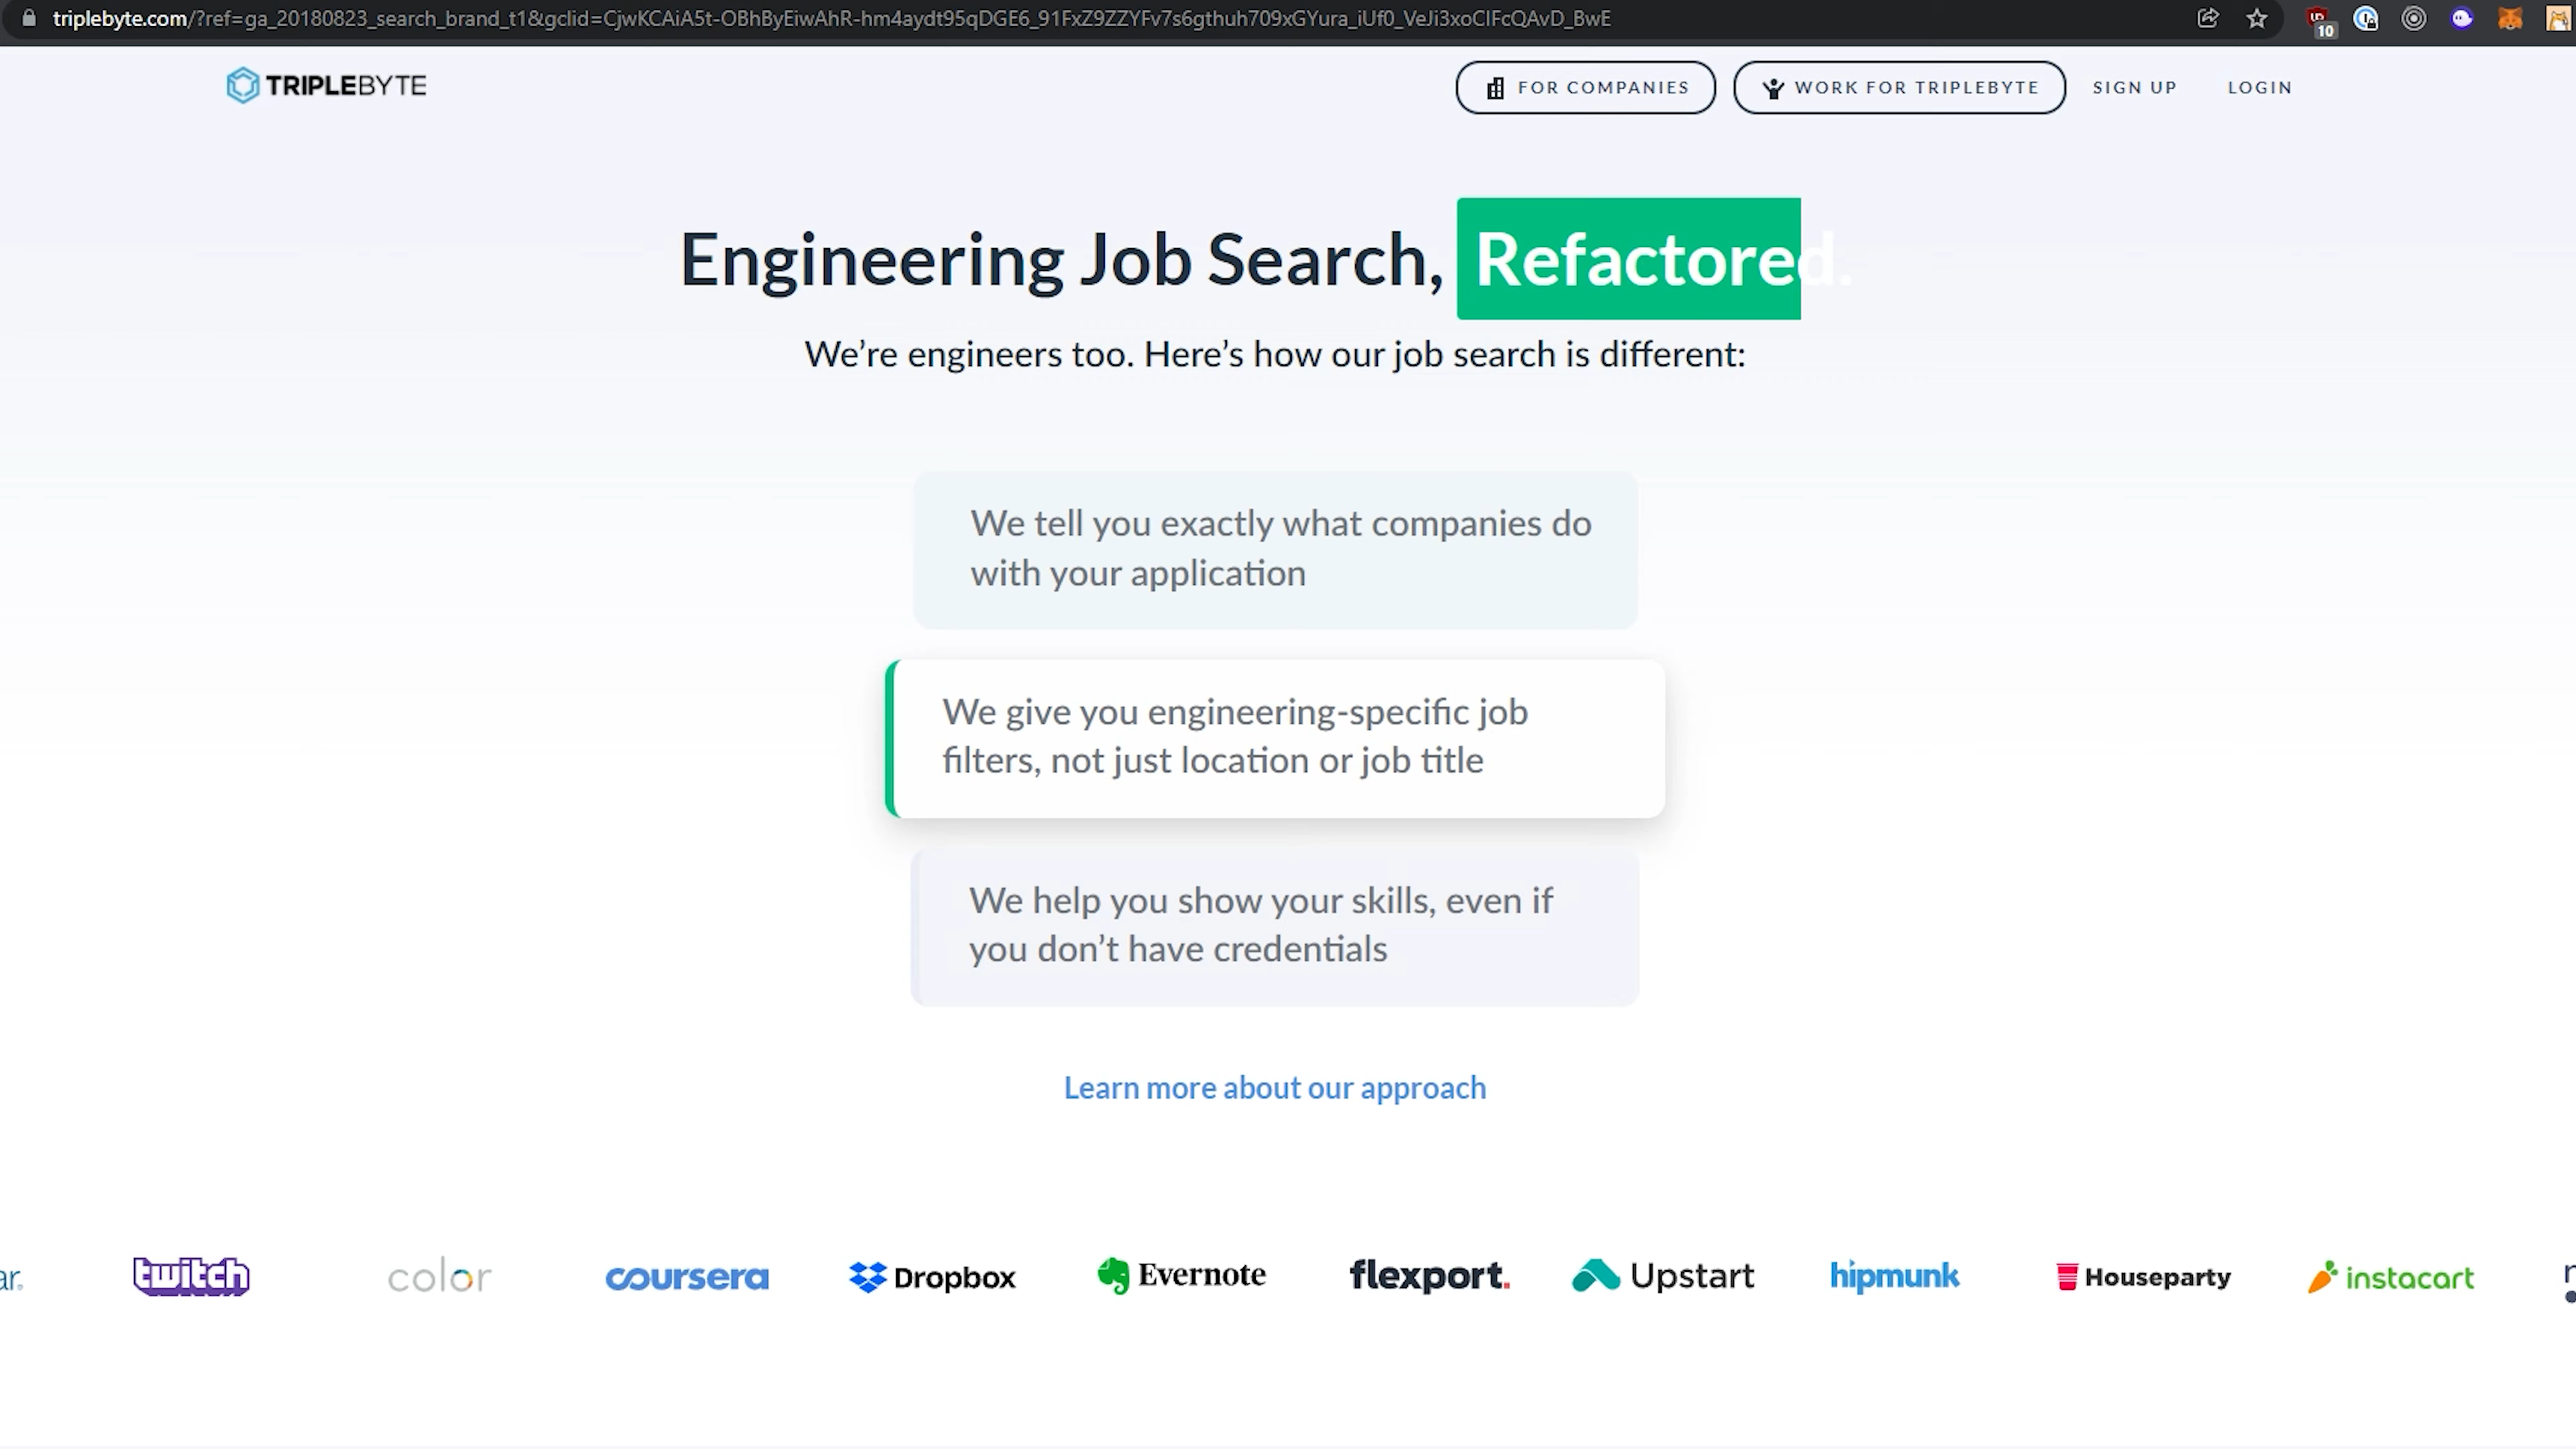 triplebyte.com/?ref=ga_20180823_search_brand_t1&gclid=CjwKCAiA5t-OBhByEiwAhR-hm4aydt95qDGE6_91FxZ9ZZYFv7s6gthuh709xGYura_iUf0_VeJi3xoCIFcQAvD_BwE
10
TRIPLEBYTE
FOR COMPANIES
WORK FOR TRIPLEBYTE
SIGN UP
LOGIN
Engineering Job Search, Refactored.
We’re engineers too. Here’s how our job search is different:
We tell you exactly what companies do
with your application
We give you engineering-specific job
filters, not just location or job title
We help you show your skills, even if
you don’t have credentials
Learn more about our approach
ar.
twitch
color
coursera
Dropbox
Evernote
flexport.
Upstart
hipmunk
Houseparty
instacart